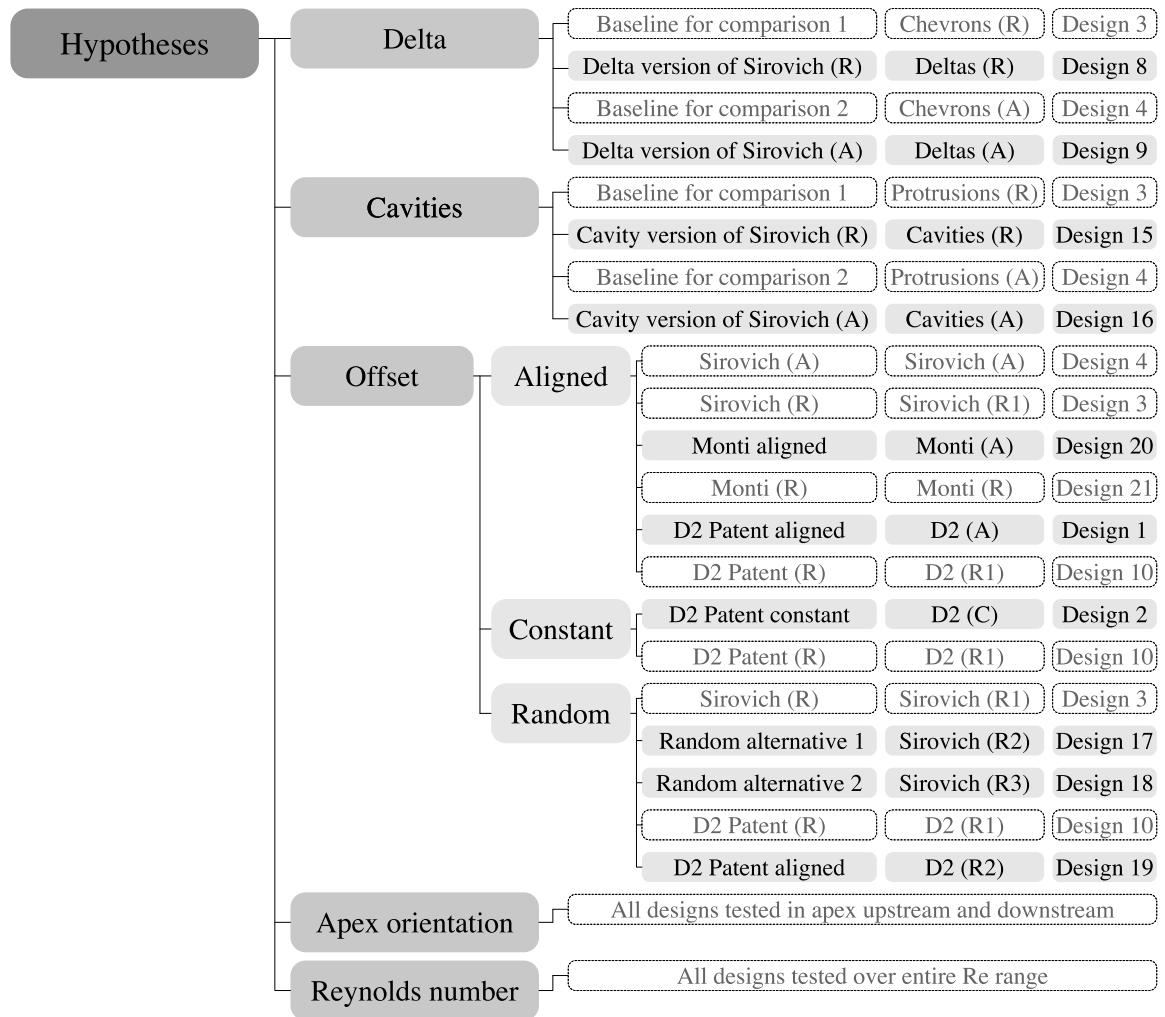 Hypotheses
Delta
Baseline for comparison 1 Chevrons (R) Design 3
Delta version of Sirovich (R) Deltas (R) Design 8
Baseline for comparison 2 Chevrons (A) Design 4
Delta version of Sirovich (A) Deltas (A) Design 9
Cavities
Baseline for comparison 1 Protrusions (R) Design 3
Cavity version of Sirovich (R) Cavities (R) Design 15
Baseline for comparison 2 Protrusions (A) Design 4
Cavity version of Sirovich (A) Cavities (A) Design 16
Offset
Aligned
Sirovich (A) Sirovich (A) Design 4
Sirovich (R) Sirovich (R1) Design 3
Monti aligned Monti (A) Design 20
Monti (R) Monti (R) Design 21
D2 Patent aligned D2 (A) Design 1
D2 Patent (R) D2 (R1) Design 10
Constant
D2 Patent constant D2 (C) Design 2
D2 Patent (R) D2 (R1) Design 10
Random
Sirovich (R) Sirovich (R1) Design 3
Random alternative 1 Sirovich (R2) Design 17
Random alternative 2 Sirovich (R3) Design 18
D2 Patent (R) D2 (R1) Design 10
D2 Patent aligned D2 (R2) Design 19
Apex orientation
All designs tested in apex upstream and downstream
Reynolds number
All designs tested over entire Re range